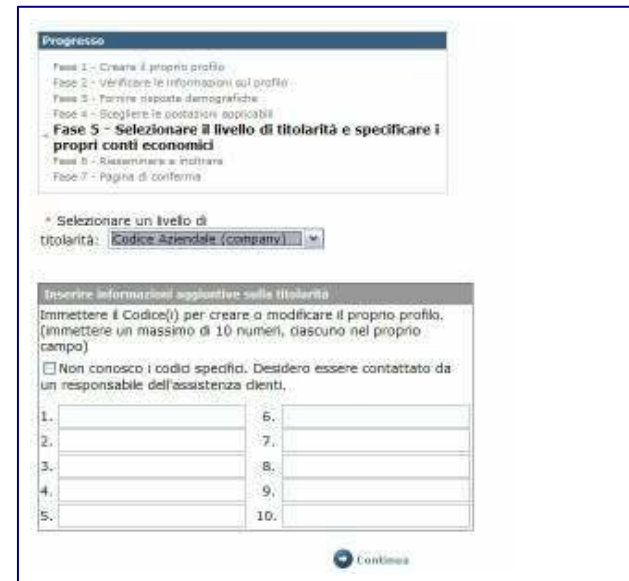 Progresso
Fase 1 - Creare il proprio profilo
Fase 2 - Verificare le informazioni sul profilo
Fase 3 - Fornire risposte demografiche
Fase 4 - Scegliere le postazioni applicabili
Fase 5 - Selezionare il livello di titolarità e specificare i
propri conti economici
Fase 6 - Riesaminare e inoltrare
Fase 7 - Pagina di conferma
* Selezionare un livello di
titolarità: Codice Aziendale (company)
Inserire informazioni aggiuntive sulla titolarità
Immettere il Codice(i) per creare o modificare il proprio profilo.
(immettere un massimo di 10 numeri, ciascuno nel proprio
campo)
Non conosco i codici specifici. Desidero essere contattato da
un responsabile dell'assistenza clienti.
1. 6.
2. 7.
3. 8.
4. 9.
5. 10.
Continua